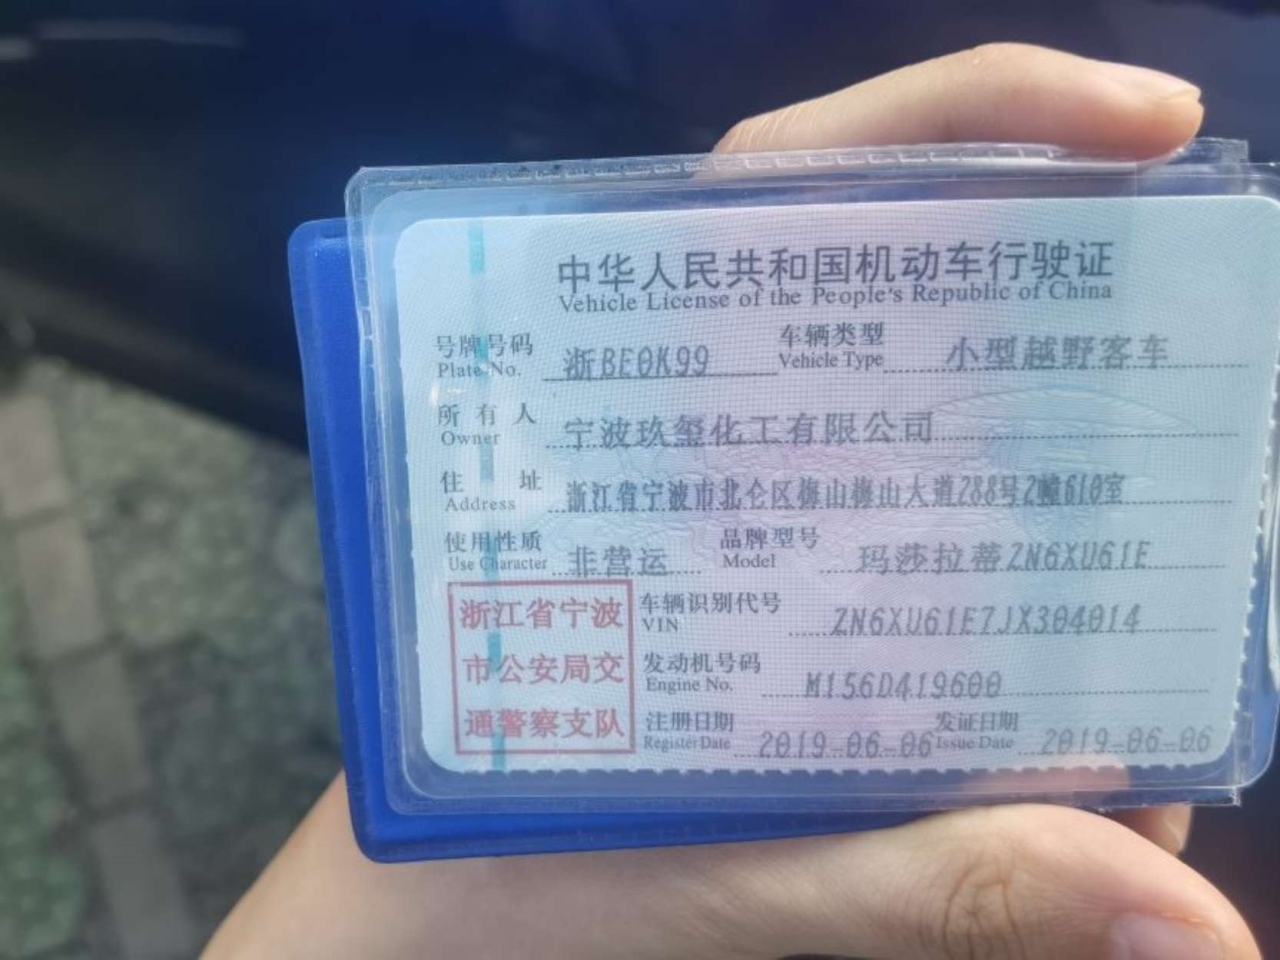 中华人民共和国机动车行驶证
Vehicle License of the People's Republic of China
号牌号码 浙BE0K99 车辆类型 小型越野客车
Plate No. Vehicle Type
所有人 宁波玖玺化工有限公司
Owner
住址 浙江省宁波市北仑区梅山梅山大道288号2幢610室
Address
使用性质 非营运 品牌型号 玛莎拉蒂ZN6XU61E
Use Character Model
浙江省宁波 车辆识别代号 ZN6XU61E7JX304014
VIN
市公安局交 发动机号码 M156D419600
Engine No.
通警察支队 注册日期 2019-06-06 发证日期 2019-06-06
Register Date Issue Date